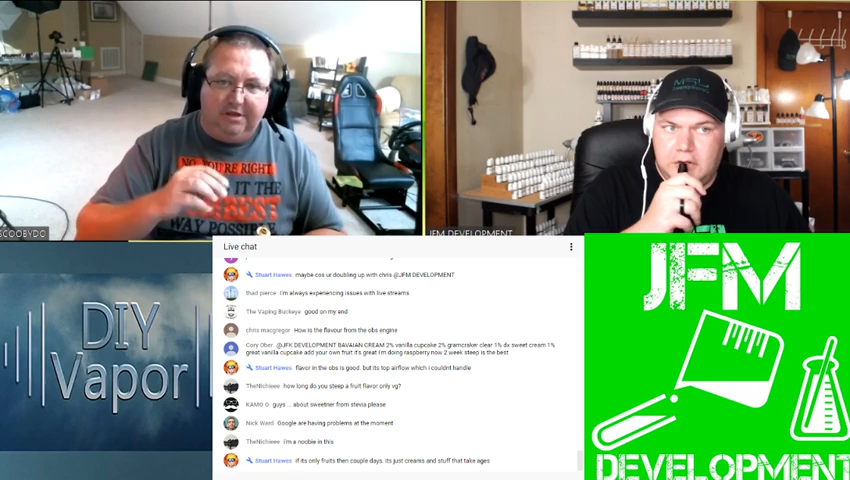 NO, YOU'RE RIGHT
IT THE
WAY POSSIBLE
SCOOBYDO
JFM DEVELOPMENT
DIY
Vapor
Live chat
Stuart Hawes maybe cos ur doubling up with chris @JFM DEVELOPMENT
thad pierce i'm always experiencing issues with live streams
The Vaping Buckeye good on my end
chris macgregor How is the flavour from the obs engine
Cory Ober @JFK DEVELOPMENT BAVAIAN CREAM 2% vanilla cupcake 2% gramcraker clear 1% dx sweet cream 1%
great vanilla cupcake add your own fruit it's great I'm doing raspberry now 2 week steep is the best
Stuart Hawes flavor in the obs is good. but its top airflow which I couldnt handle
TheNichieee how long do you steep a fruit flavor only vg?
KAMO O guys ... about sweetner from stevia please
Nick Ward Google are having problems at the moment
TheNichieee i'm a noobie in this
Stuart Hawes if its only fruits then couple days. its just creams and stuff that take ages
JFM
DEVELOPMENT